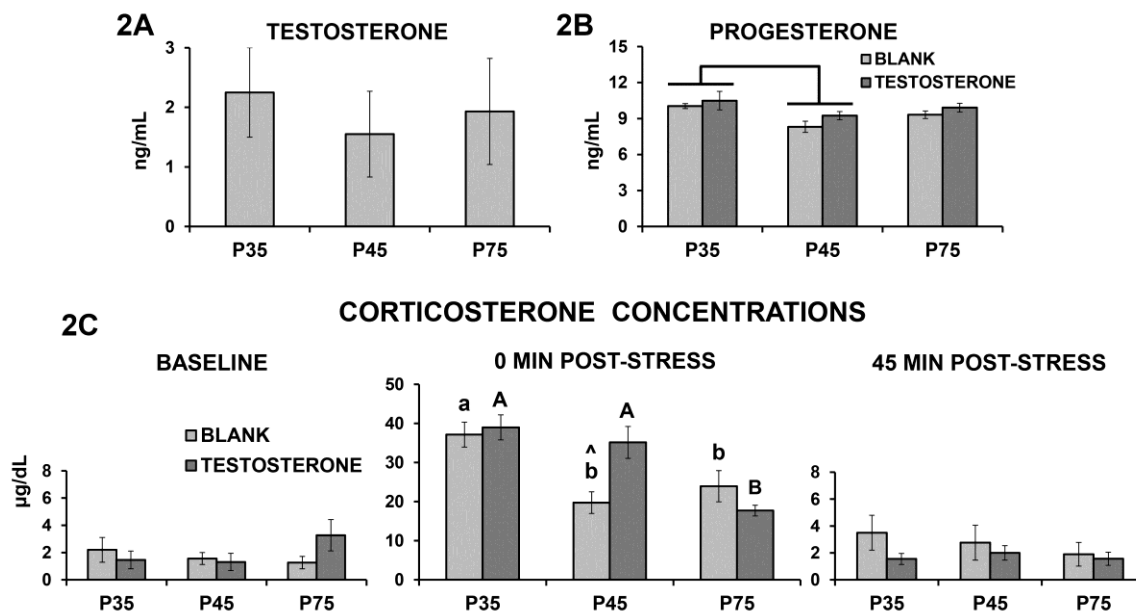 2A
TESTOSTERONE
3
2
1
0
ng/mL
P35 P45 P75
2B
PROGESTERONE
BLANK
TESTOSTERONE
15
12
9
6
3
0
ng/mL
P35 P45 P75
2C
CORTICOSTERONE CONCENTRATIONS
BASELINE
BLANK
TESTOSTERONE
µg/dL
8
6
4
2
0
P35 P45 P75
0 MIN POST-STRESS
50
40
30
20
10
0
a A
^
b A
b B
P35 P45 P75
45 MIN POST-STRESS
8
6
4
2
0
P35 P45 P75